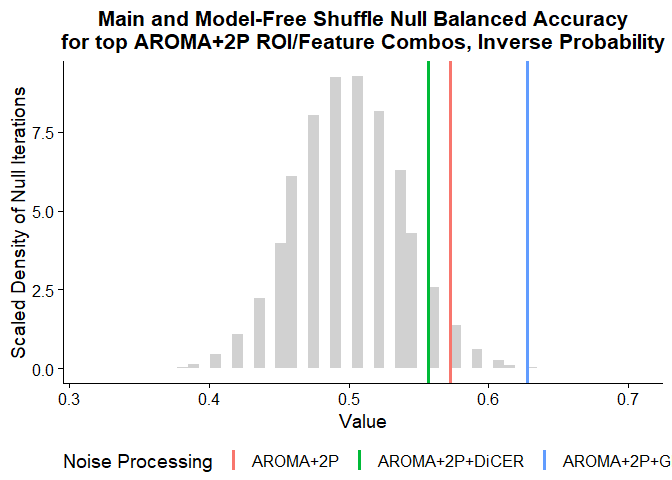 Main and Model-Free Shuffle Null Balanced Accuracy
for top AROMA+2P ROI/Feature Combos, Inverse Probability
Scaled Density of Null Iterations
7.5
5.0
2.5
0.0
0.3 0.4 0.5 0.6 0.7
Value
Noise Processing AROMA+2P AROMA+2P+DiCER AROMA+2P+G